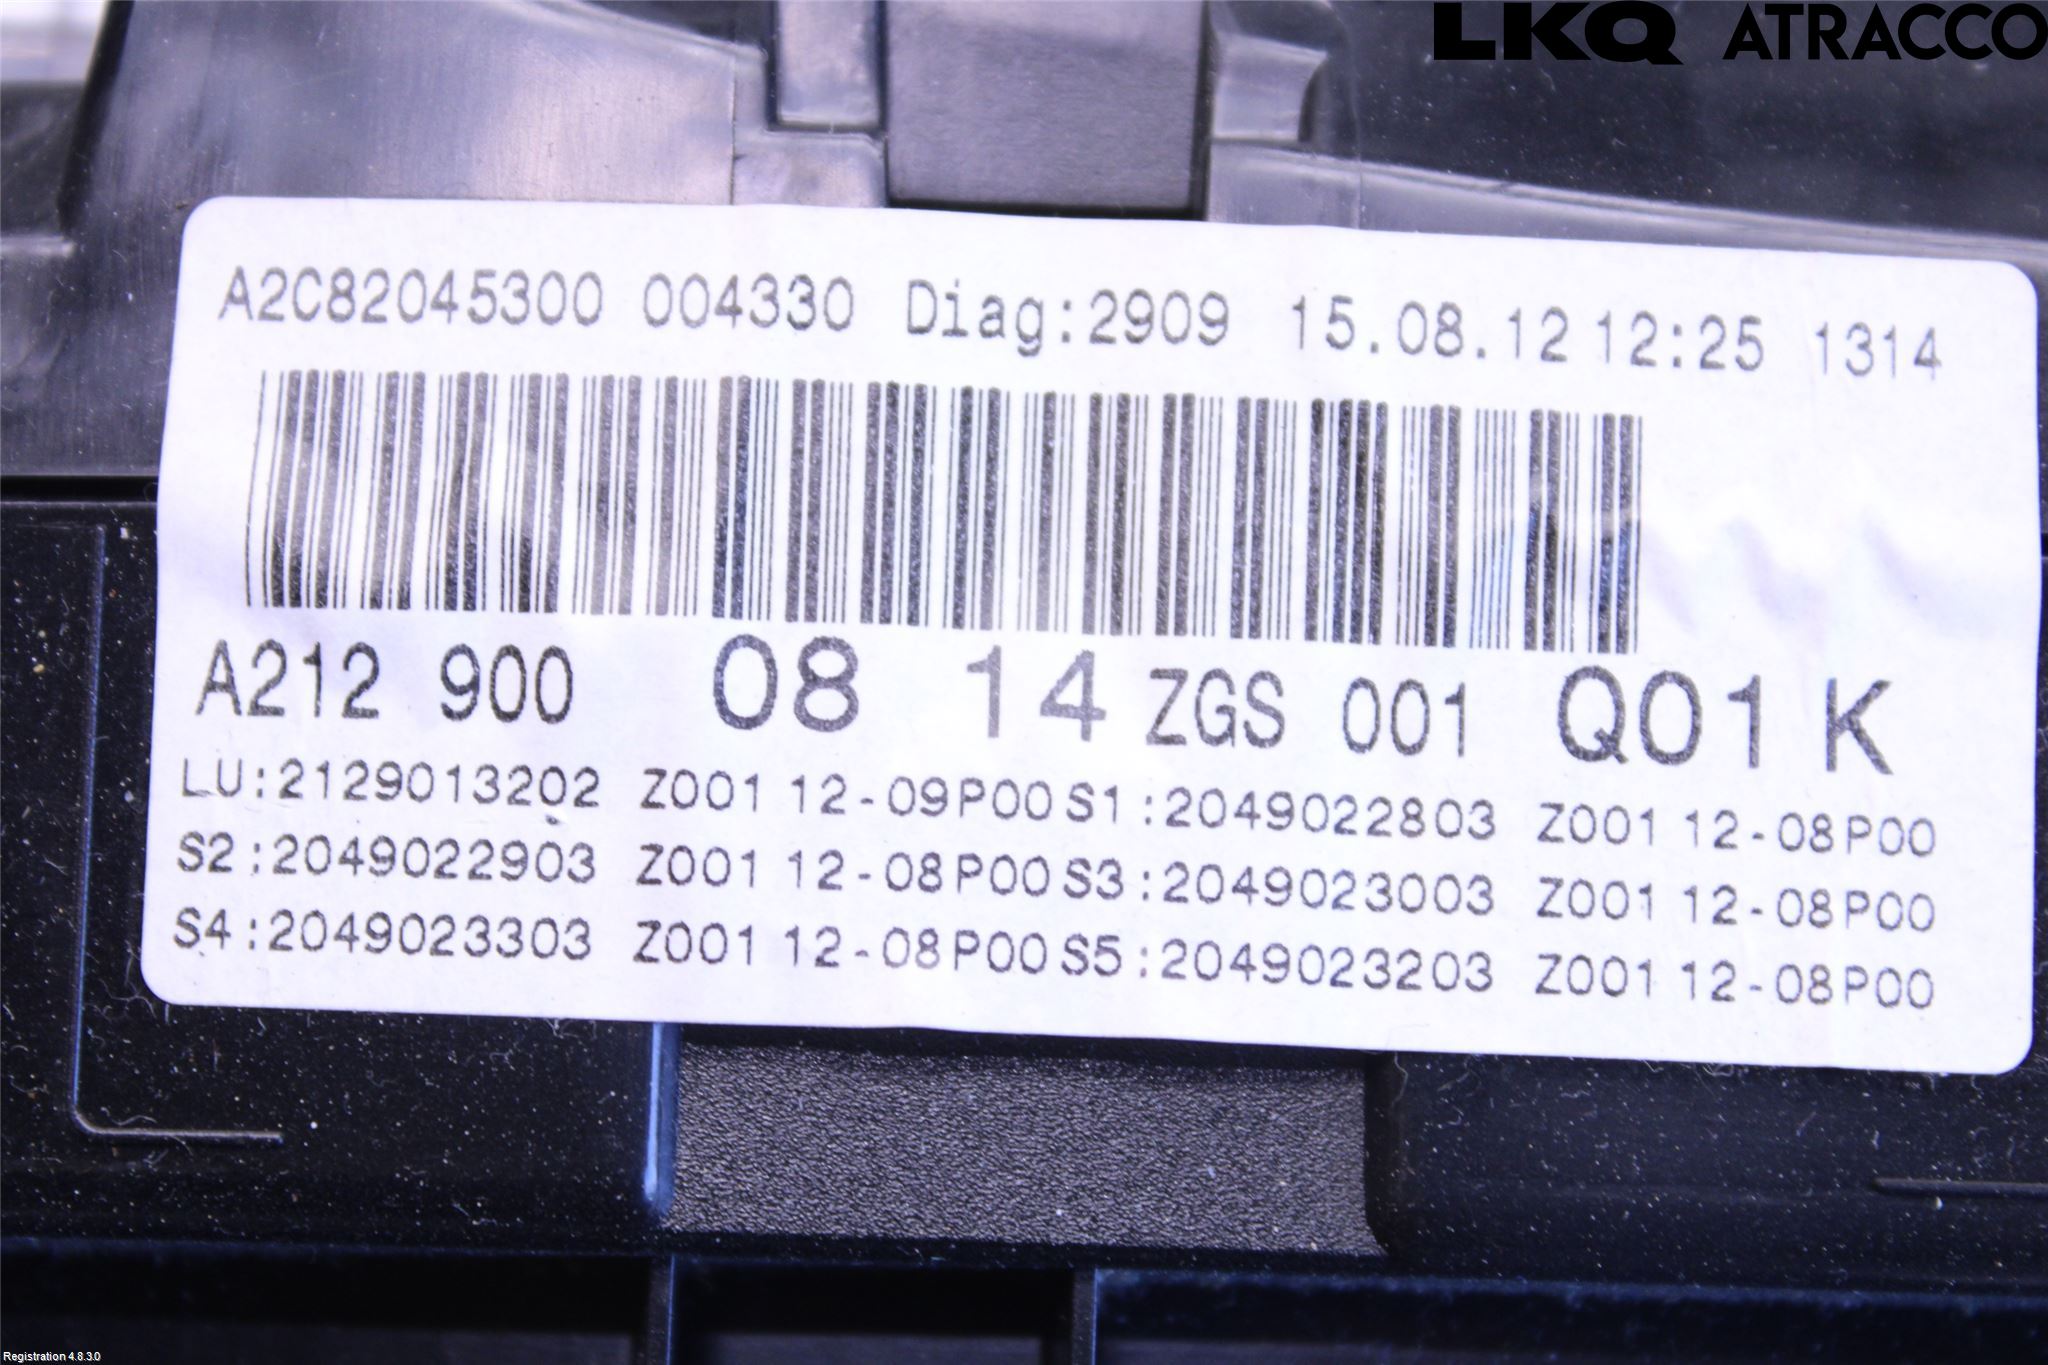 LKQ ATRACCO
A2C82045300 004330 Diag:2909 15.08.12 12:25 1314
A212 900 08 14 ZGS 001 Q01 K
LU:2129013202 Z001 12-09P00 S1:2049022803 Z001 12-08P00
S2:2049022903 Z001 12-08P00 S3:2049023003 Z001 12-08P00
S4:2049023303 Z001 12-08P00 S5:2049023203 Z001 12-08P00
Registration 4.8.3.0